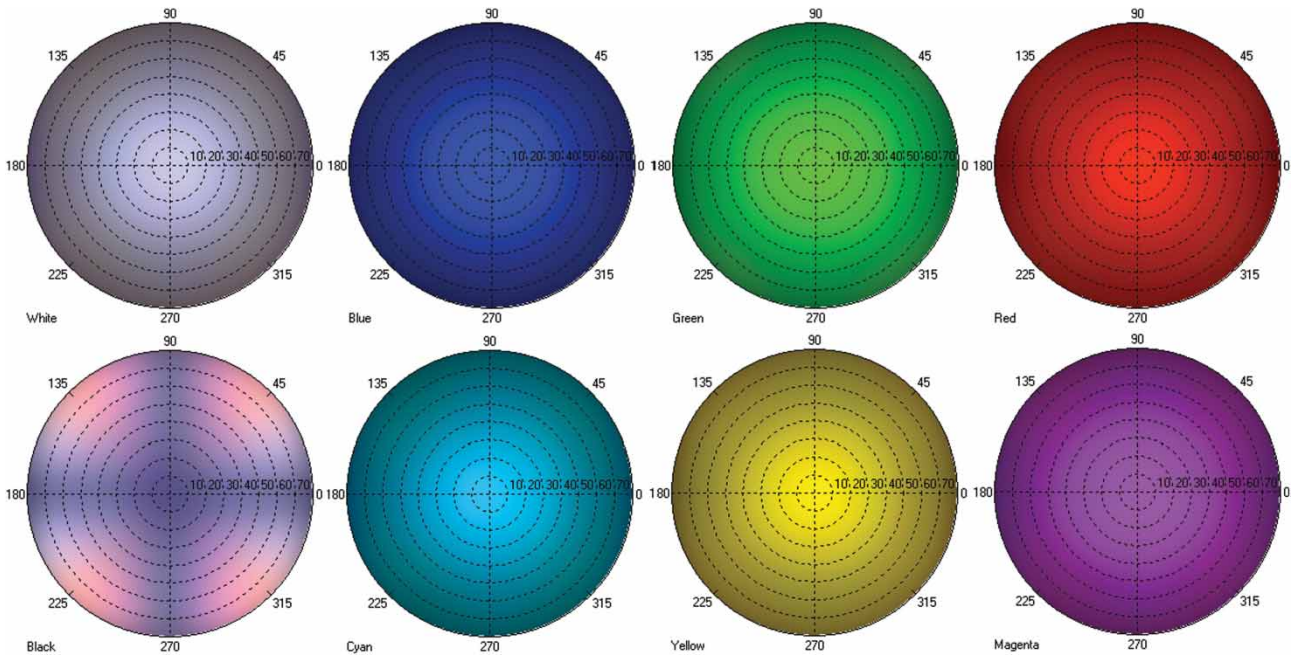 90 90 90 90
135 45 135 45 135 45 135 45
180 10 20 30 40 50 60 70 0 180 10 20 30 40 50 60 70 0 180 10 20 30 40 50 60 70 0 180 10 20 30 40 50 60 70 0
225 315 225 315 225 315 225 315
White 270 Blue 270 Green 270 Red 270
90 90 90 90
135 45 135 45 135 45 135 45
180 10 20 30 40 50 60 70 0 180 10 20 30 40 50 60 70 0 180 10 20 30 40 50 60 70 0 180 10 20 30 40 50 60 70 0
225 315 225 315 225 315 225 315
Black 270 Cyan 270 Yellow 270 Magenta 270